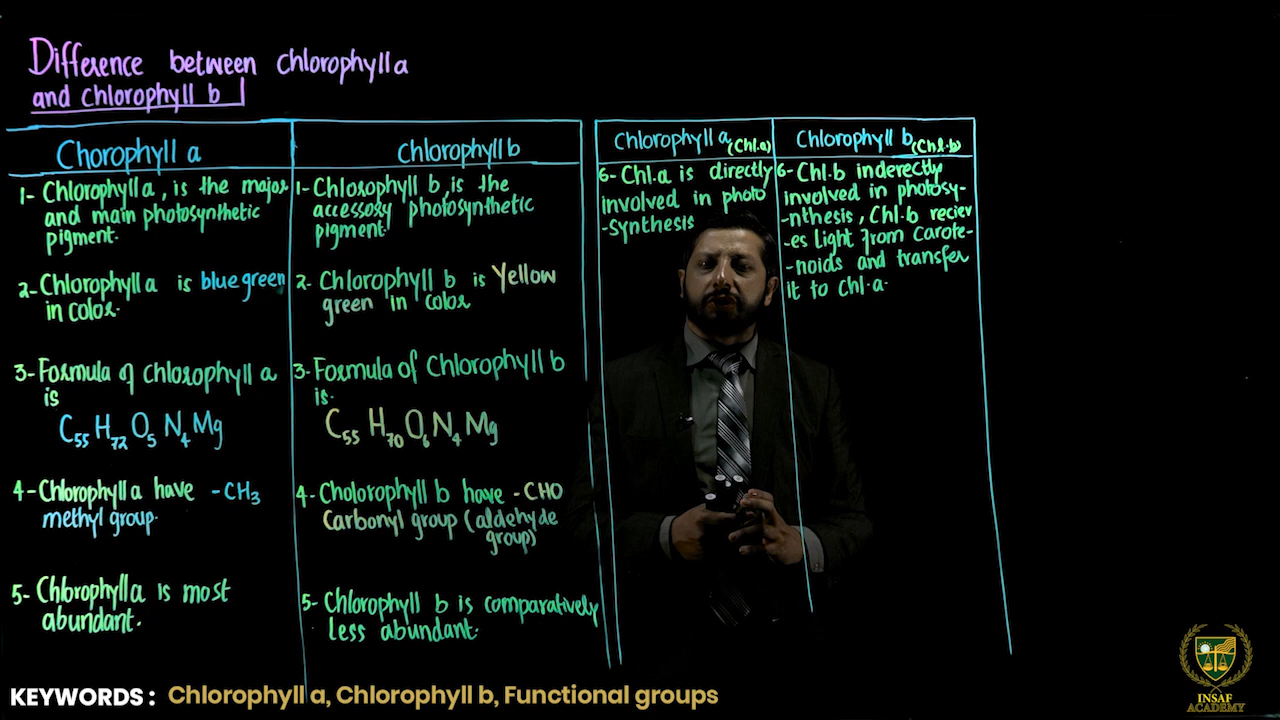 Difference between chlorophyll a
and chlorophyll b
Chorophyll a
1- Chlorophyll a, is the major
and main photosynthetic
pigment.
2- Chlorophyll a is blue green
in color.
3- Formula of chlorophyll a
is
C55 H72 O5 N4 Mg
4- Chlorophyll a have -CH3
methyl group.
5- Chlorophyll a is most
abundant.
Chlorophyll b
1- Chlorophyll b, is the
accessory photosynthetic
pigment.
2- Chlorophyll b is Yellow
green in color
3- Formula of Chlorophyll b
is.
C55 H70 O6 N4 Mg
4- Cholorophyll b have -CHO
Carbonyl group (aldehyde
group)
5- Chlorophyll b is comparatively
less abundant.
Chlorophyll a (Chl.a)
6- Chl.a is directly
involved in photo
-synthesis
Chlorophyll b (Chl.b)
6- Chl.b inderectly
involved in photosy-
-nthesis, Chl.b reciev
-es Light from Carote-
-noids and transfer
it to chl.a.
KEYWORDS : Chlorophyll a, Chlorophyll b, Functional groups
INSAF
ACADEMY